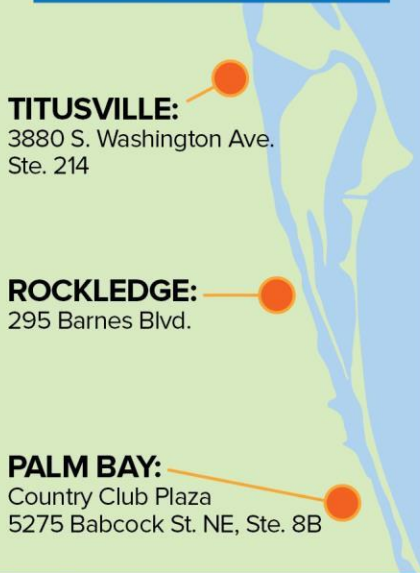 TITUSVILLE:
3880 S. Washington Ave.
Ste. 214
ROCKLEDGE:
295 Barnes Blvd.
PALM BAY:
Country Club Plaza
5275 Babcock St. NE, Ste. 8B